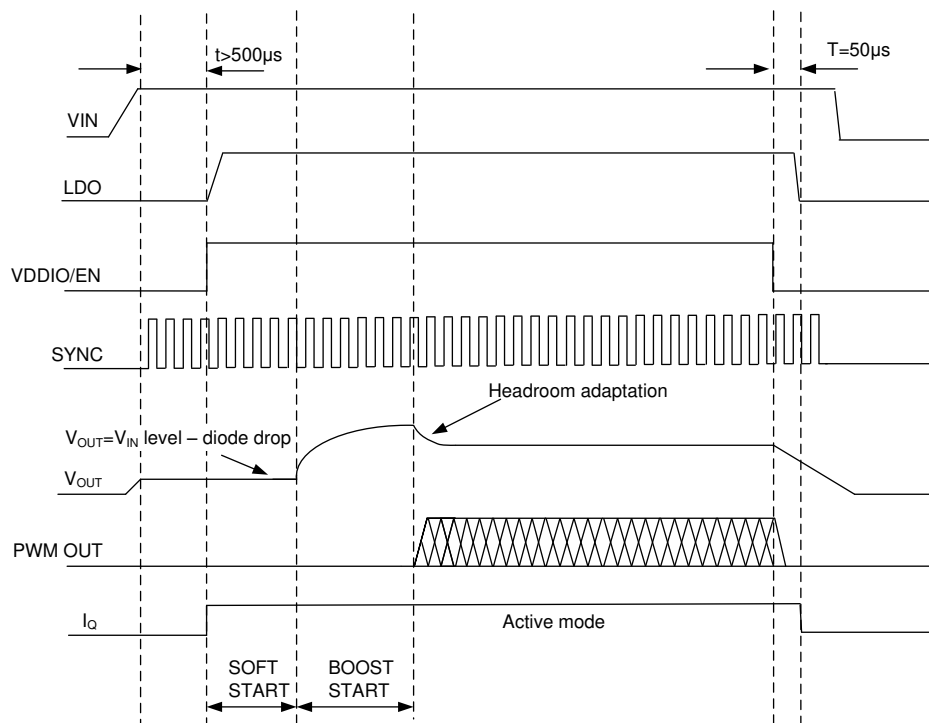 t>500µs
T=50µs
VIN
LDO
VDDIO/EN
SYNC
Headroom adaptation
VOUT=VIN level – diode drop
VOUT
PWM OUT
IQ
Active mode
SOFT
START
BOOST
START